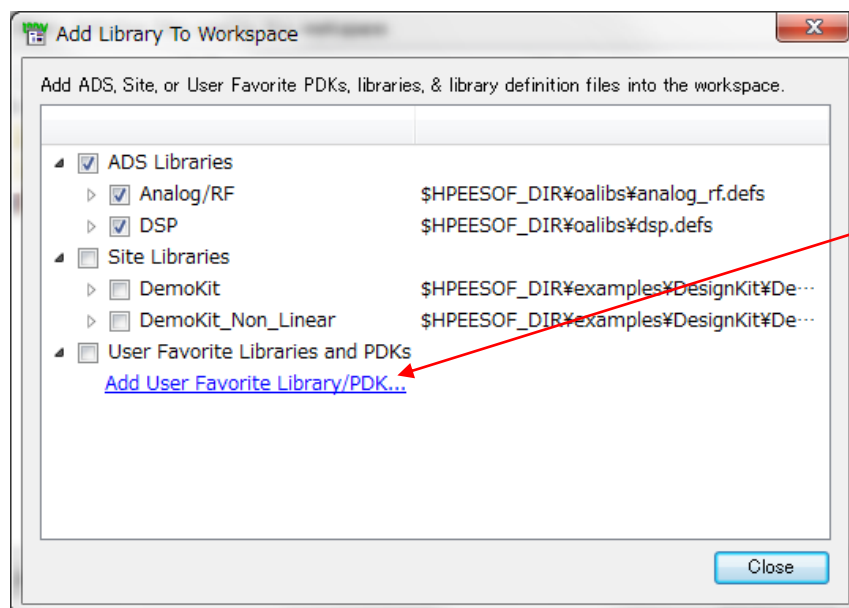 Add Library To Workspace
Add ADS, Site, or User Favorite PDKs, libraries, & library definition files into the workspace.
ADS Libraries
Analog/RF $HPEESOF_DIR¥oalibs¥analog_rf.defs
DSP $HPEESOF_DIR¥oalibs¥dsp.defs
Site Libraries
DemoKit $HPEESOF_DIR¥examples¥DesignKit¥De…
DemoKit_Non_Linear $HPEESOF_DIR¥examples¥DesignKit¥De…
User Favorite Libraries and PDKs
Add User Favorite Library/PDK...
Close